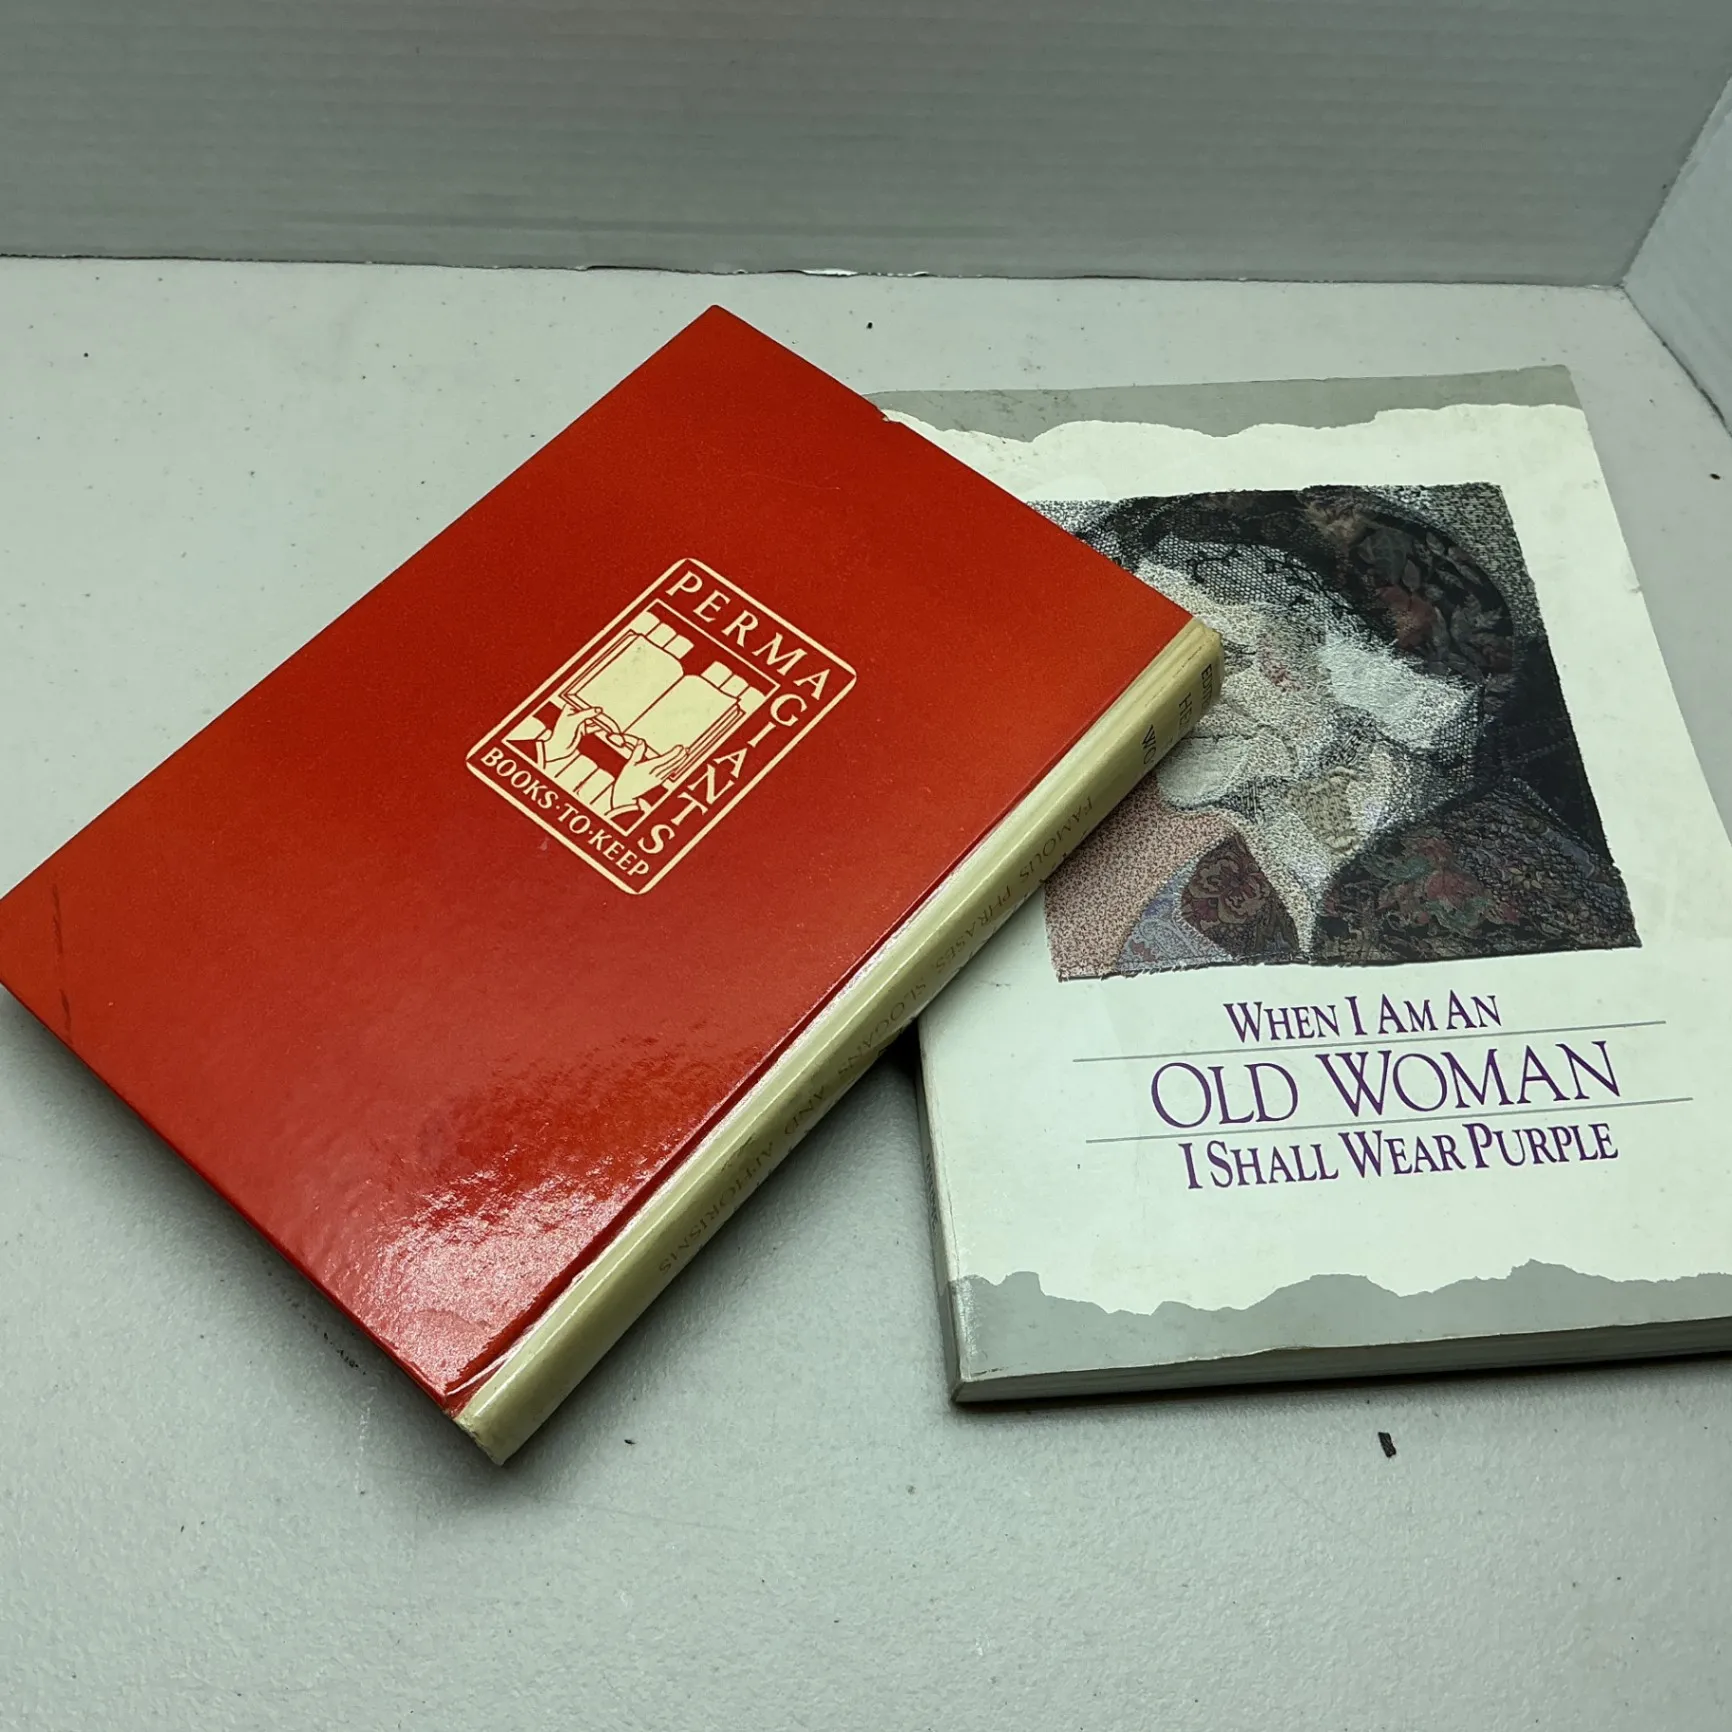 PERMA
GIANTS
BOOKS·TO·KEEP
FAMOUS PHRASES, SLOGANS AND APHORISMS
WHEN I AM AN
OLD WOMAN
I SHALL WEAR PURPLE